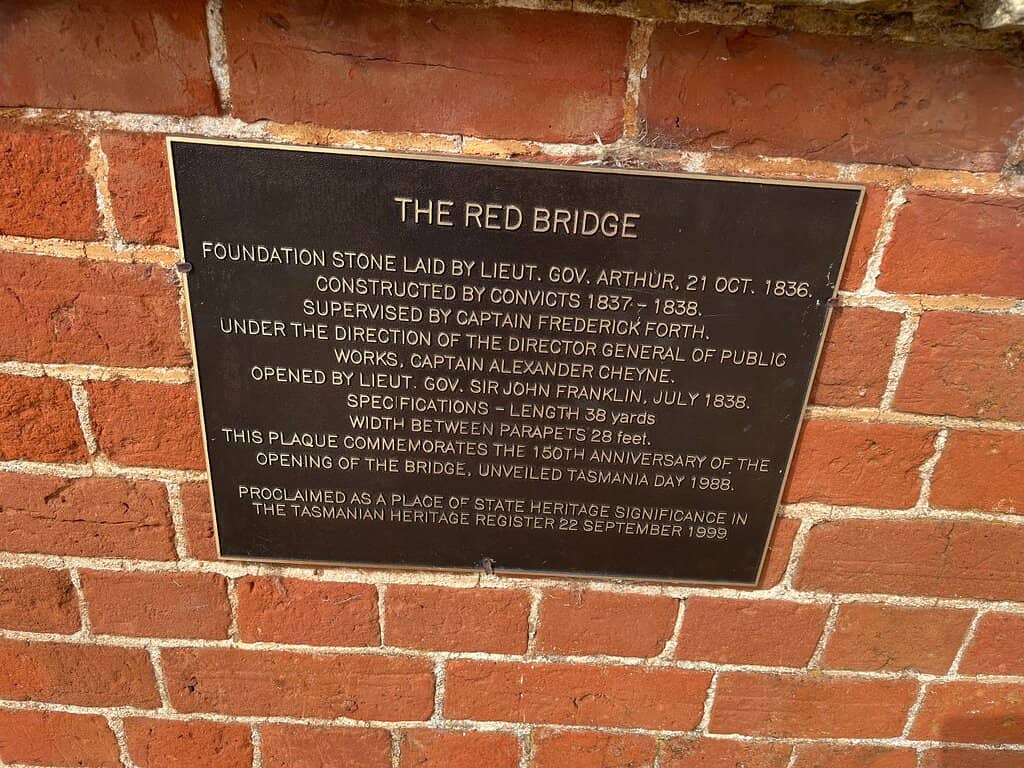 THE RED BRIDGE
FOUNDATION STONE LAID BY LIEUT. GOV. ARTHUR, 21 OCT. 1836.
CONSTRUCTED BY CONVICTS 1837 - 1838.
SUPERVISED BY CAPTAIN FREDERICK FORTH.
UNDER THE DIRECTION OF THE DIRECTOR GENERAL OF PUBLIC
WORKS, CAPTAIN ALEXANDER CHEYNE.
OPENED BY LIEUT. GOV. SIR JOHN FRANKLIN, JULY 1838.
SPECIFICATIONS - LENGTH 38 yards
WIDTH BETWEEN PARAPETS 28 feet.
THIS PLAQUE COMMEMORATES THE 150TH ANNIVERSARY OF THE
OPENING OF THE BRIDGE, UNVEILED TASMANIA DAY 1988.
PROCLAIMED AS A PLACE OF STATE HERITAGE SIGNIFICANCE IN
THE TASMANIAN HERITAGE REGISTER 22 SEPTEMBER 1999